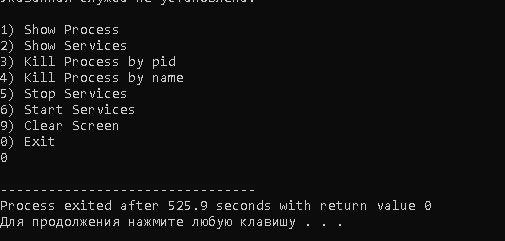 Указанная служба не установлена.
1) Show Process
2) Show Services
3) Kill Process by pid
4) Kill Process by name
5) Stop Services
6) Start Services
9) Clear Screen
0) Exit
0
--------------------------------
Process exited after 525.9 seconds with return value 0
Для продолжения нажмите любую клавишу . . .